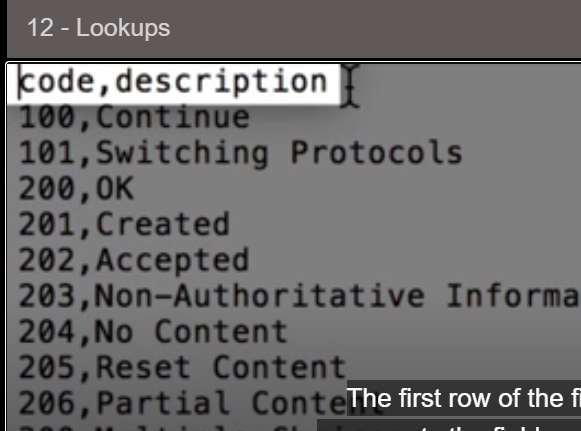 12 - Lookups
code,description
100,Continue
101,Switching Protocols
200,OK
201,Created
202,Accepted
203,Non-Authoritative Informa
204,No Content
205,Reset Content
206,Partial Conte
The first row of the fi